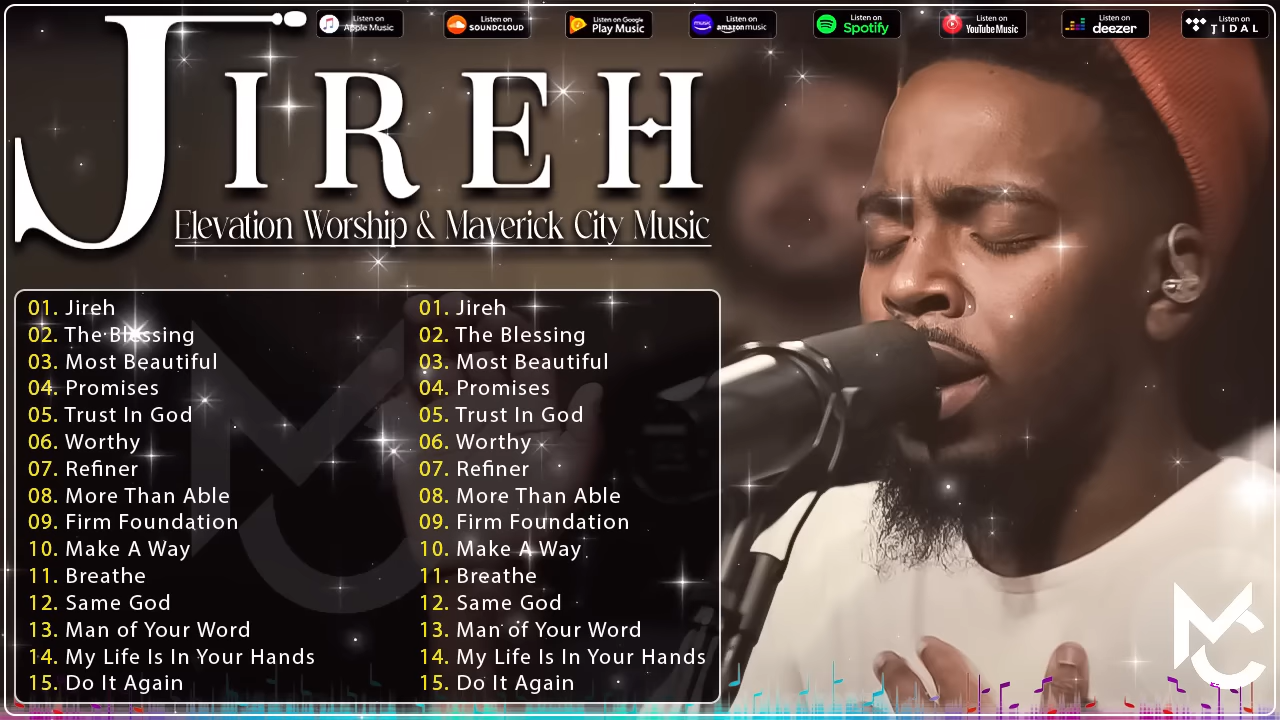 Listen on Apple Music
Listen on SOUNDCLOUD
Listen on Google Play Music
music Listen on amazon music
Listen on Spotify
Listen on YouTube Music
Listen on deezer
Listen on TIDAL
JIREH
Elevation Worship & Maverick City Music
01. Jireh
02. The Blessing
03. Most Beautiful
04. Promises
05. Trust In God
06. Worthy
07. Refiner
08. More Than Able
09. Firm Foundation
10. Make A Way
11. Breathe
12. Same God
13. Man of Your Word
14. My Life Is In Your Hands
15. Do It Again
01. Jireh
02. The Blessing
03. Most Beautiful
04. Promises
05. Trust In God
06. Worthy
07. Refiner
08. More Than Able
09. Firm Foundation
10. Make A Way
11. Breathe
12. Same God
13. Man of Your Word
14. My Life Is In Your Hands
15. Do It Again
MC